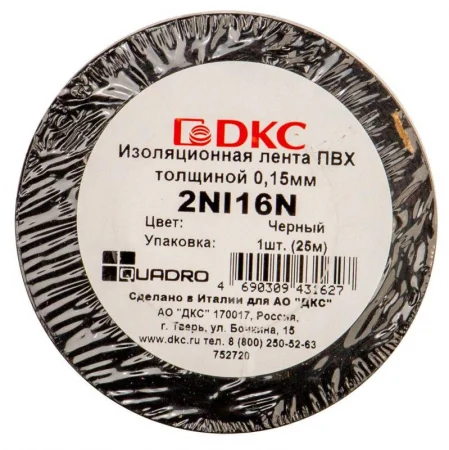 DKC
Изоляционная лента ПВХ
толщиной 0,15мм
2NI16N
Цвет: Черный
Упаковка: 1шт. (25м)
QUADRO
4 690309 431627
Сделано в Италии для АО "ДКС"
АО "ДКС" 170017, Россия,
г. Тверь, ул. Бочкина, 15
www.dkc.ru тел. 8 (800) 250-52-63
752720